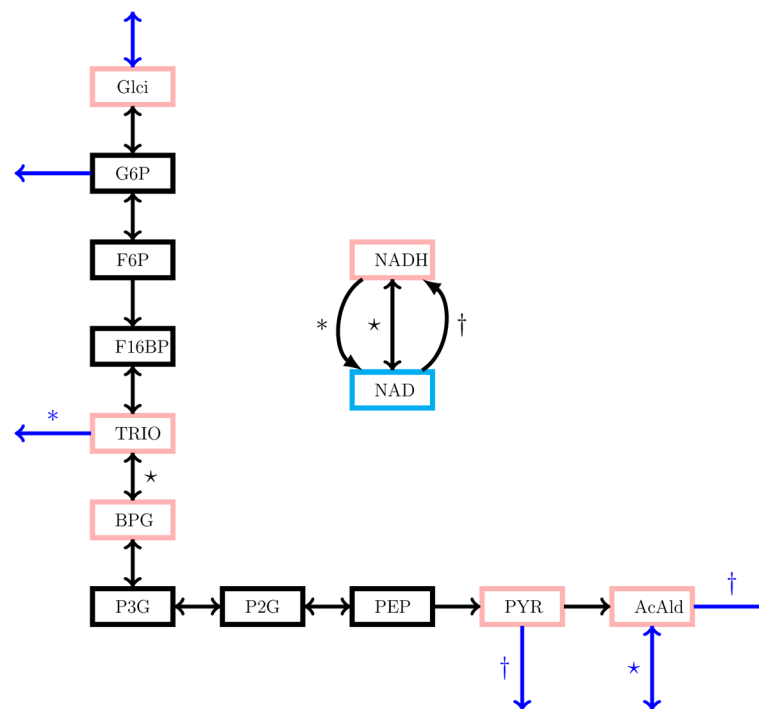 Glci
G6P
F6P
NADH
* ⋆ †
F16BP
NAD
*
TRIO
⋆
BPG
P3G
P2G
PEP
PYR
AcAld
†
†
⋆